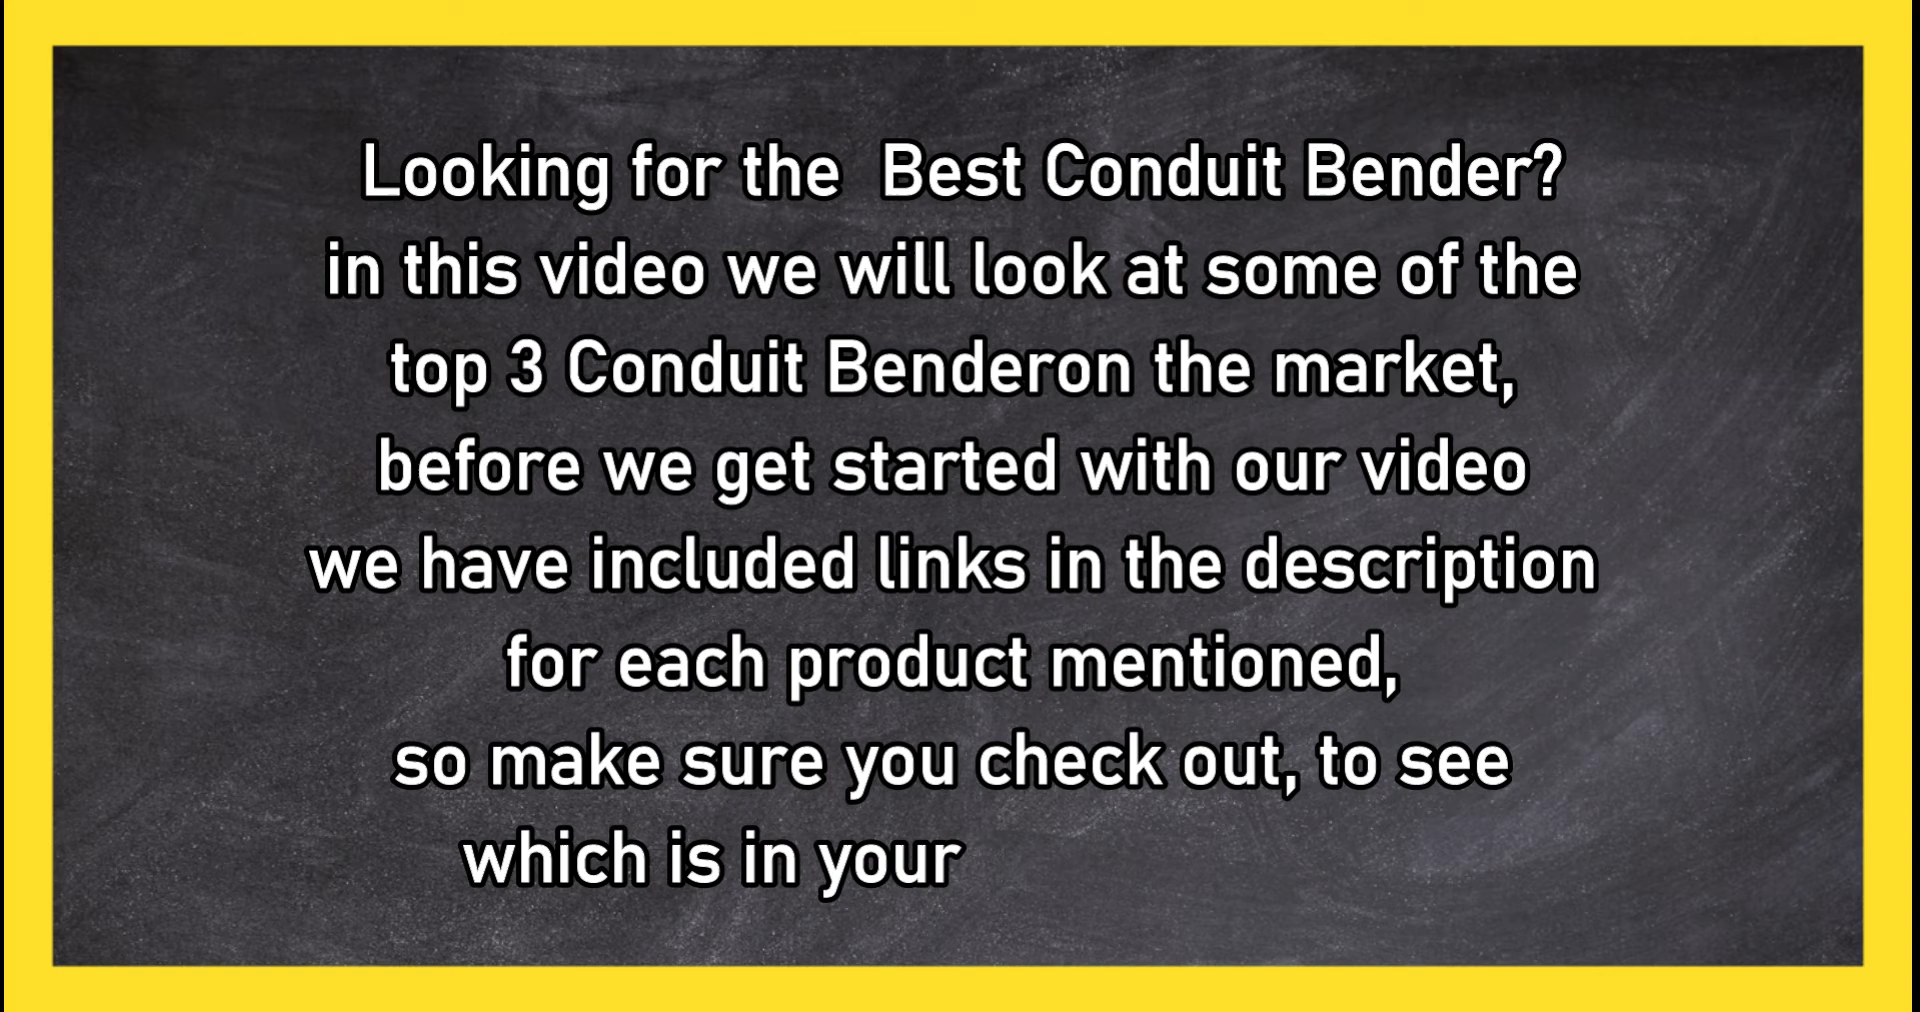 Looking for the  Best Conduit Bender?
in this video we will look at some of the
top 3 Conduit Benderon the market,
before we get started with our video
we have included links in the description
for each product mentioned,
so make sure you check out, to see
which is in your